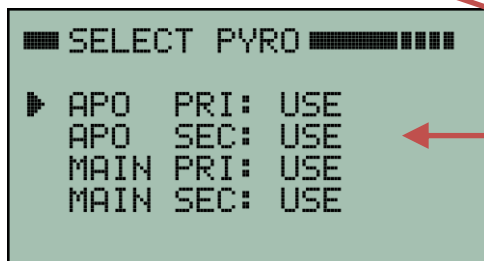 SELECT PYRO
APO PRI: USE
APO SEC: USE
MAIN PRI: USE
MAIN SEC: USE